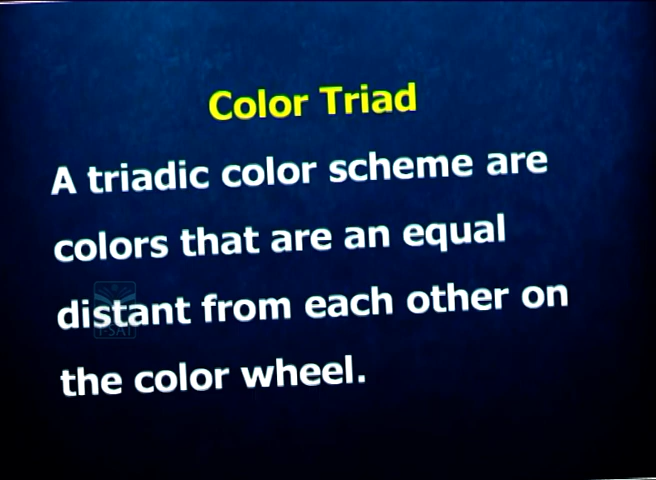 Color Triad
A triadic color scheme are
colors that are an equal
distant from each other on
the color wheel.
PSAT